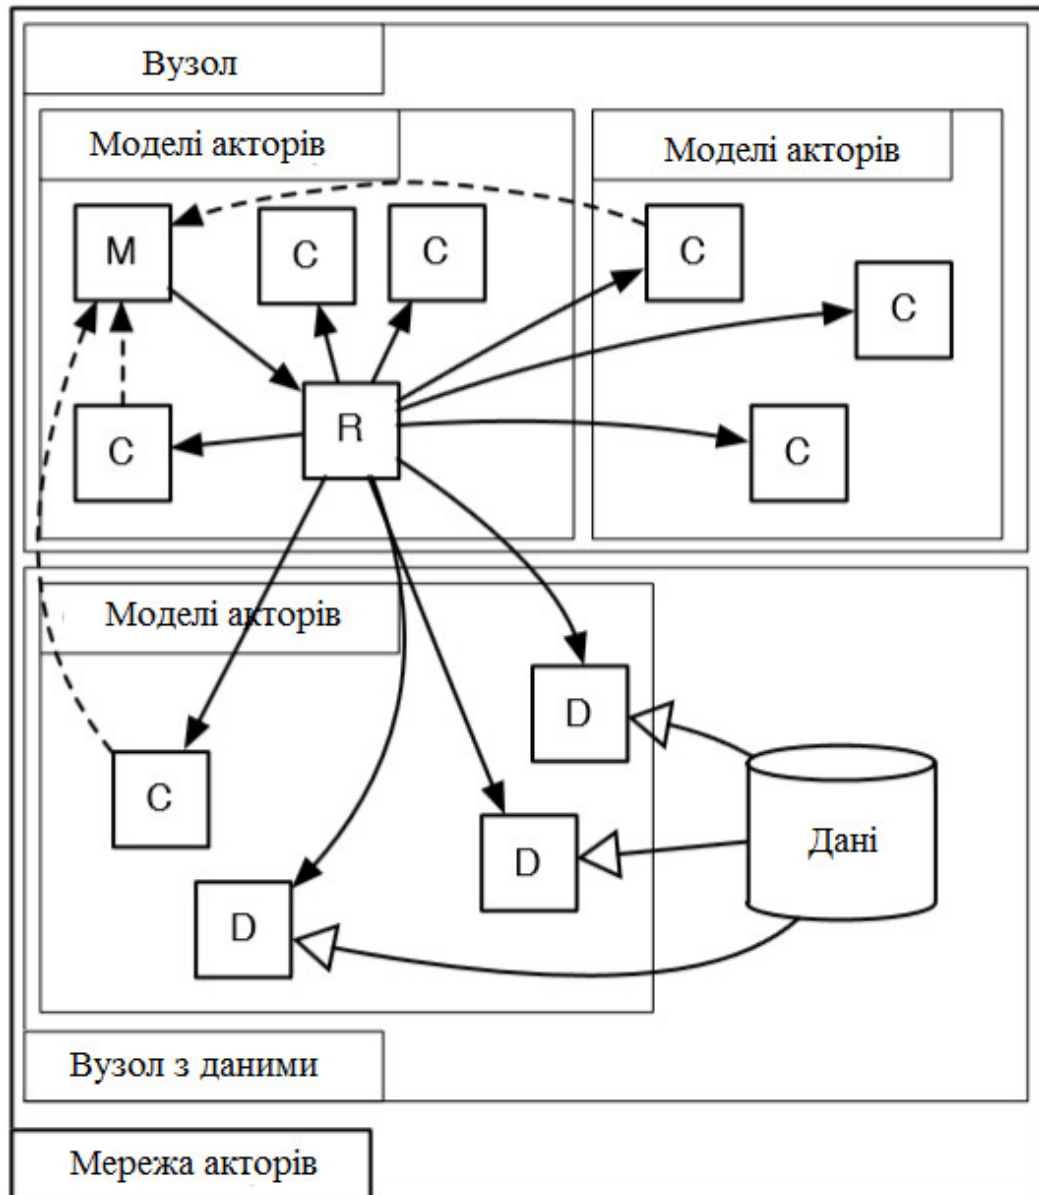 Вузол
Моделі акторів
Моделі акторів
M
C
C
C
C
R
C
C
Моделі акторів
D
C
D
Дані
D
Вузол з даними
Мережа акторів